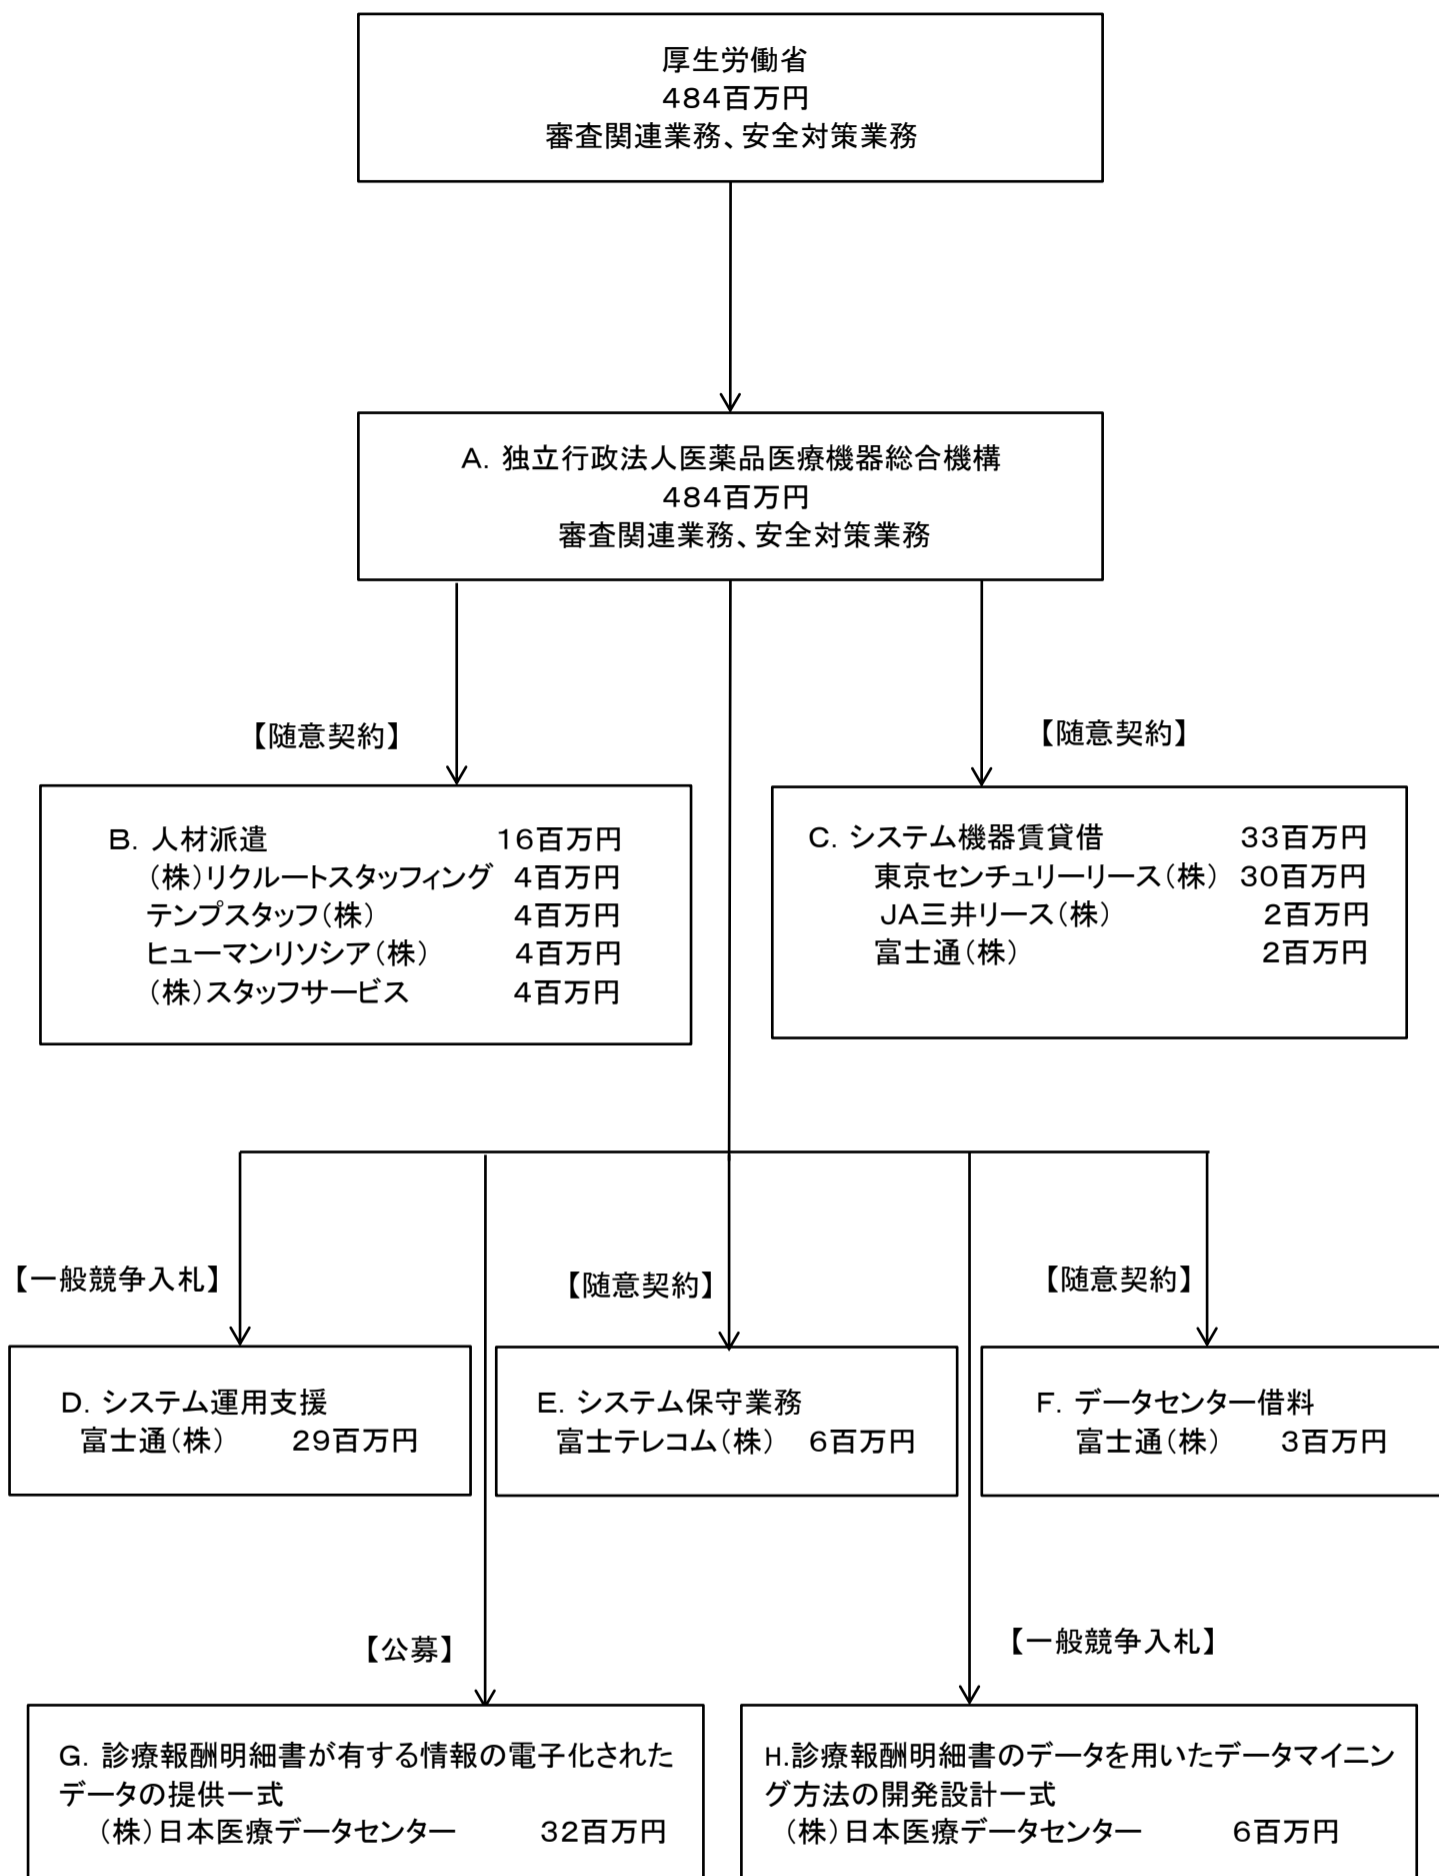 厚生労働省
484百万円
審査関連業務、安全対策業務
A. 独立行政法人医薬品医療機器総合機構
484百万円
審査関連業務、安全対策業務
【随意契約】
【随意契約】
B. 人材派遣 16百万円
(株)リクルートスタッフィング 4百万円
テンプスタッフ(株) 4百万円
ヒューマンリソシア(株) 4百万円
(株)スタッフサービス 4百万円
C. システム機器賃貸借 33百万円
東京センチュリーリース(株) 30百万円
JA三井リース(株) 2百万円
富士通(株) 2百万円
【一般競争入札】
【随意契約】
【随意契約】
D. システム運用支援
富士通(株) 29百万円
E. システム保守業務
富士テレコム(株) 6百万円
F. データセンター借料
富士通(株) 3百万円
【公募】
【一般競争入札】
G. 診療報酬明細書が有する情報の電子化された
データの提供一式
(株)日本医療データセンター 32百万円
H.診療報酬明細書のデータを用いたデータマイニン
グ方法の開発設計一式
(株)日本医療データセンター 6百万円